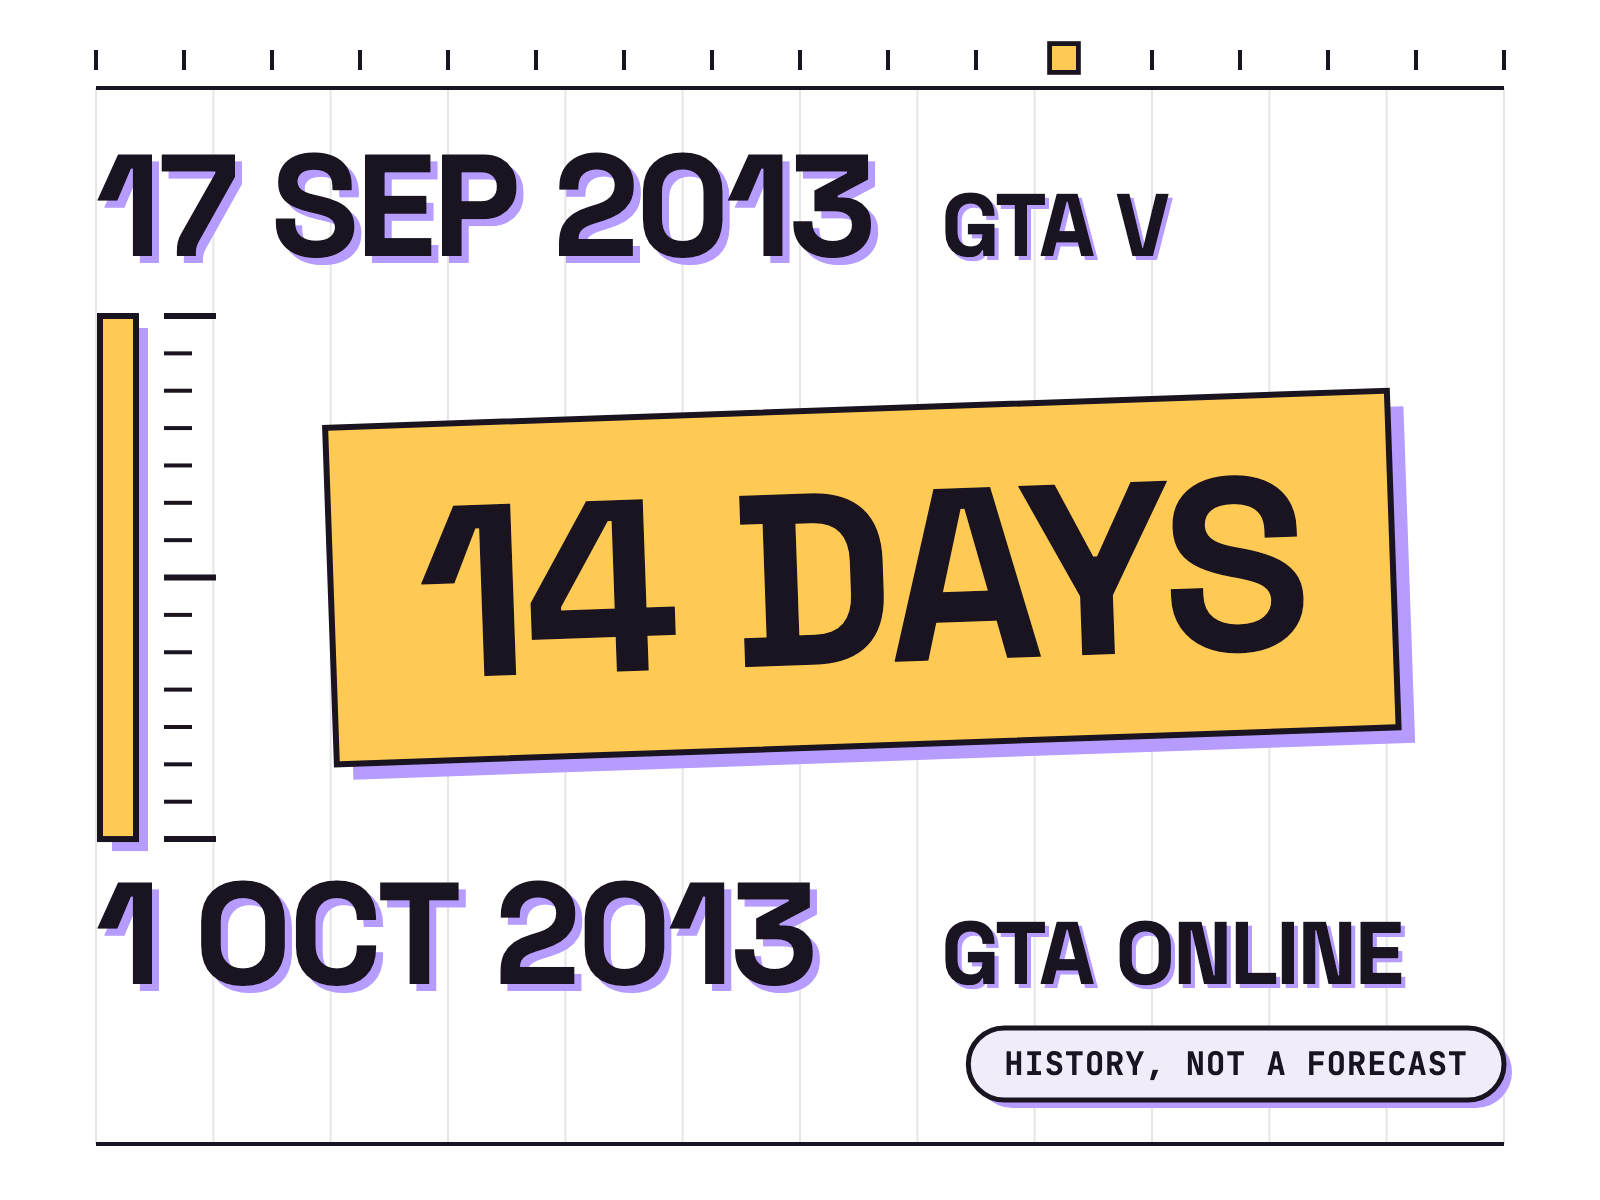 17 SEP 2013 GTA V
14 DAYS
1 OCT 2013 GTA ONLINE
HISTORY, NOT A FORECAST